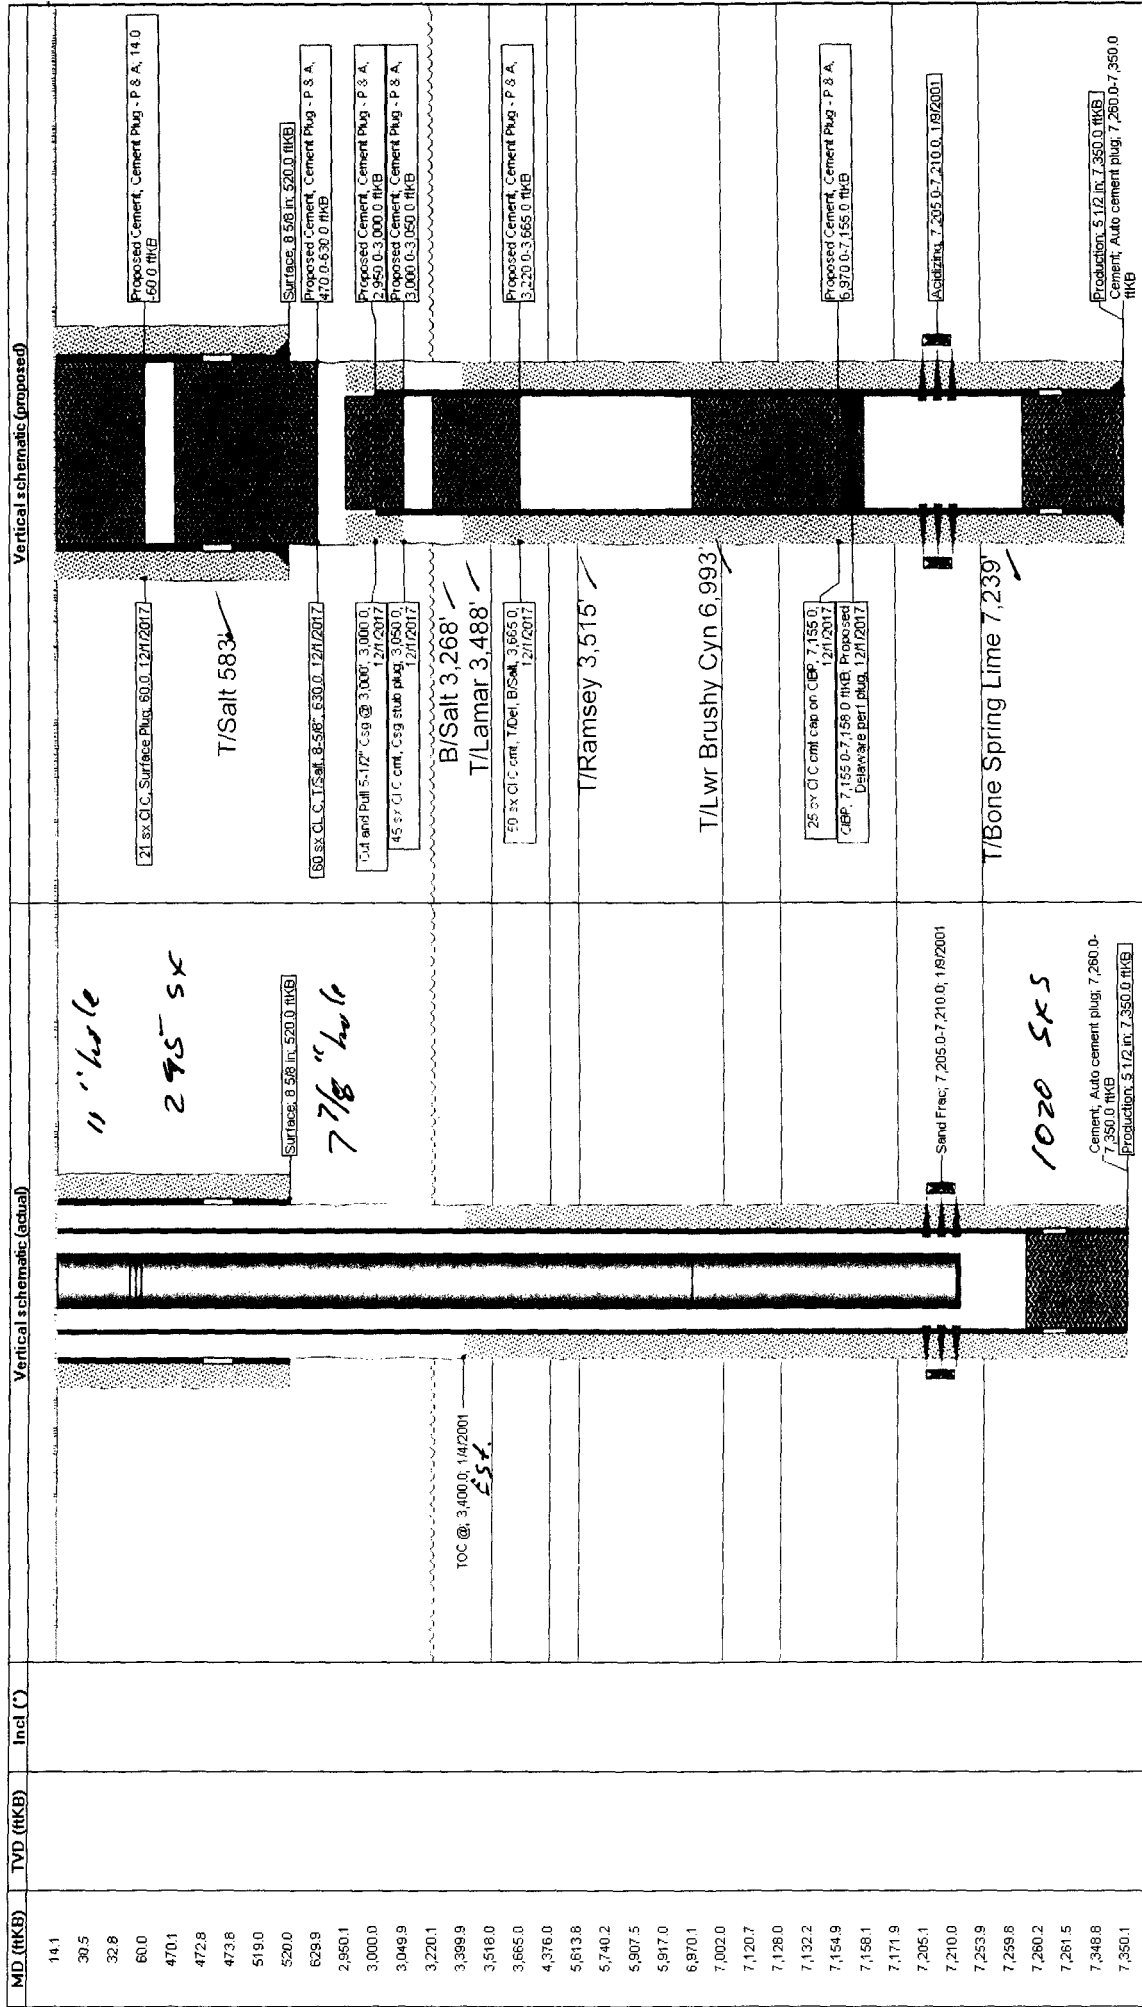 MD (ftKB)
TVD (ftKB)
Incl (°)
Vertical schematic (actual)
Vertical schematic (proposed)
14.1
30.5
32.8
60.0
470.1
472.8
473.8
519.0
520.0
629.9
2,950.1
3,000.0
3,049.9
3,220.1
3,399.9
3,518.0
3,665.0
4,376.0
5,613.8
5,740.2
5,907.5
5,917.0
6,970.1
7,002.0
7,120.7
7,128.0
7,132.2
7,154.9
7,158.1
7,171.9
7,205.1
7,210.0
7,253.9
7,259.8
7,260.2
7,261.5
7,348.8
7,350.1
11" hole
295 sx
Surface; 8 5/8 in; 520.0 ftKB
7 7/8" hole
TOC @; 3,400.0; 1/4/2001
Est.
Sand Frac; 7,205.0-7,210.0; 1/9/2001
1020 SKS
Cement; Auto cement plug; 7,260.0-
7,350.0 ftKB
Production; 5 1/2 in; 7,350.0 ftKB
21 sx Cl C, Surface Plug; 60.0; 12/1/2017
T/Salt 583'
60 sx CL C, T/Salt, 8-5/8"; 630.0; 12/1/2017
Cut and Pull 5-1/2" Csg @ 3,000'; 3,000.0;
12/1/2017
45 sx Cl C cmt, Csg stub plug; 3,050.0;
12/1/2017
B/Salt 3,268'
T/Lamar 3,488'
50 sx Cl C cmt, T/Del, B/Salt; 3,665.0;
12/1/2017
T/Ramsey 3,515'
T/Lwr Brushy Cyn 6,993'
25 sx Cl C cmt cap on CIBP; 7,155.0;
12/1/2017
CIBP; 7,155.0-7,158.0 ftKB; Proposed
Delaware perf plug; 12/1/2017
T/Bone Spring Lime 7,239'
Proposed Cement, Cement Plug - P & A; 14.0
-60.0 ftKB
Surface; 8 5/8 in; 520.0 ftKB
Proposed Cement, Cement Plug - P & A;
470.0-630.0 ftKB
Proposed Cement, Cement Plug - P & A;
2,950.0-3,000.0 ftKB
Proposed Cement, Cement Plug - P & A;
3,000.0-3,050.0 ftKB
Proposed Cement, Cement Plug - P & A;
3,220.0-3,665.0 ftKB
Proposed Cement, Cement Plug - P & A;
6,970.0-7,155.0 ftKB
Acidizing; 7,205.0-7,210.0; 1/9/2001
Production; 5 1/2 in; 7,350.0 ftKB
Cement; Auto cement plug; 7,260.0-7,350.0
ftKB